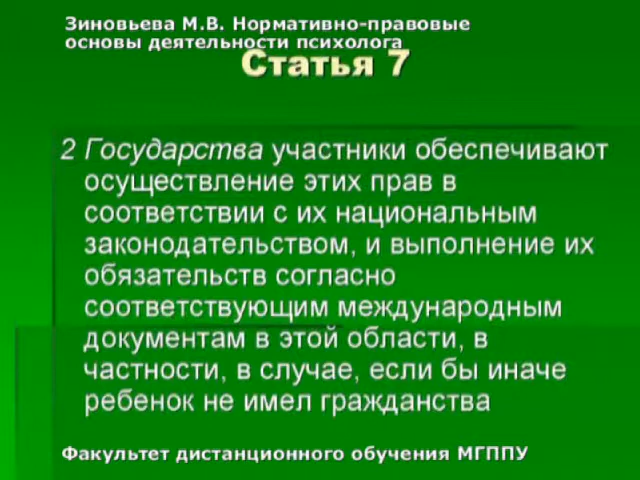 Зиновьева М.В. Нормативно-правовые
основы деятельности психолога
Статья 7
2 Государства участники обеспечивают
осуществление этих прав в
соответствии с их национальным
законодательством, и выполнение их
обязательств согласно
соответствующим международным
документам в этой области, в
частности, в случае, если бы иначе
ребенок не имел гражданства
Факультет дистанционного обучения МГППУ